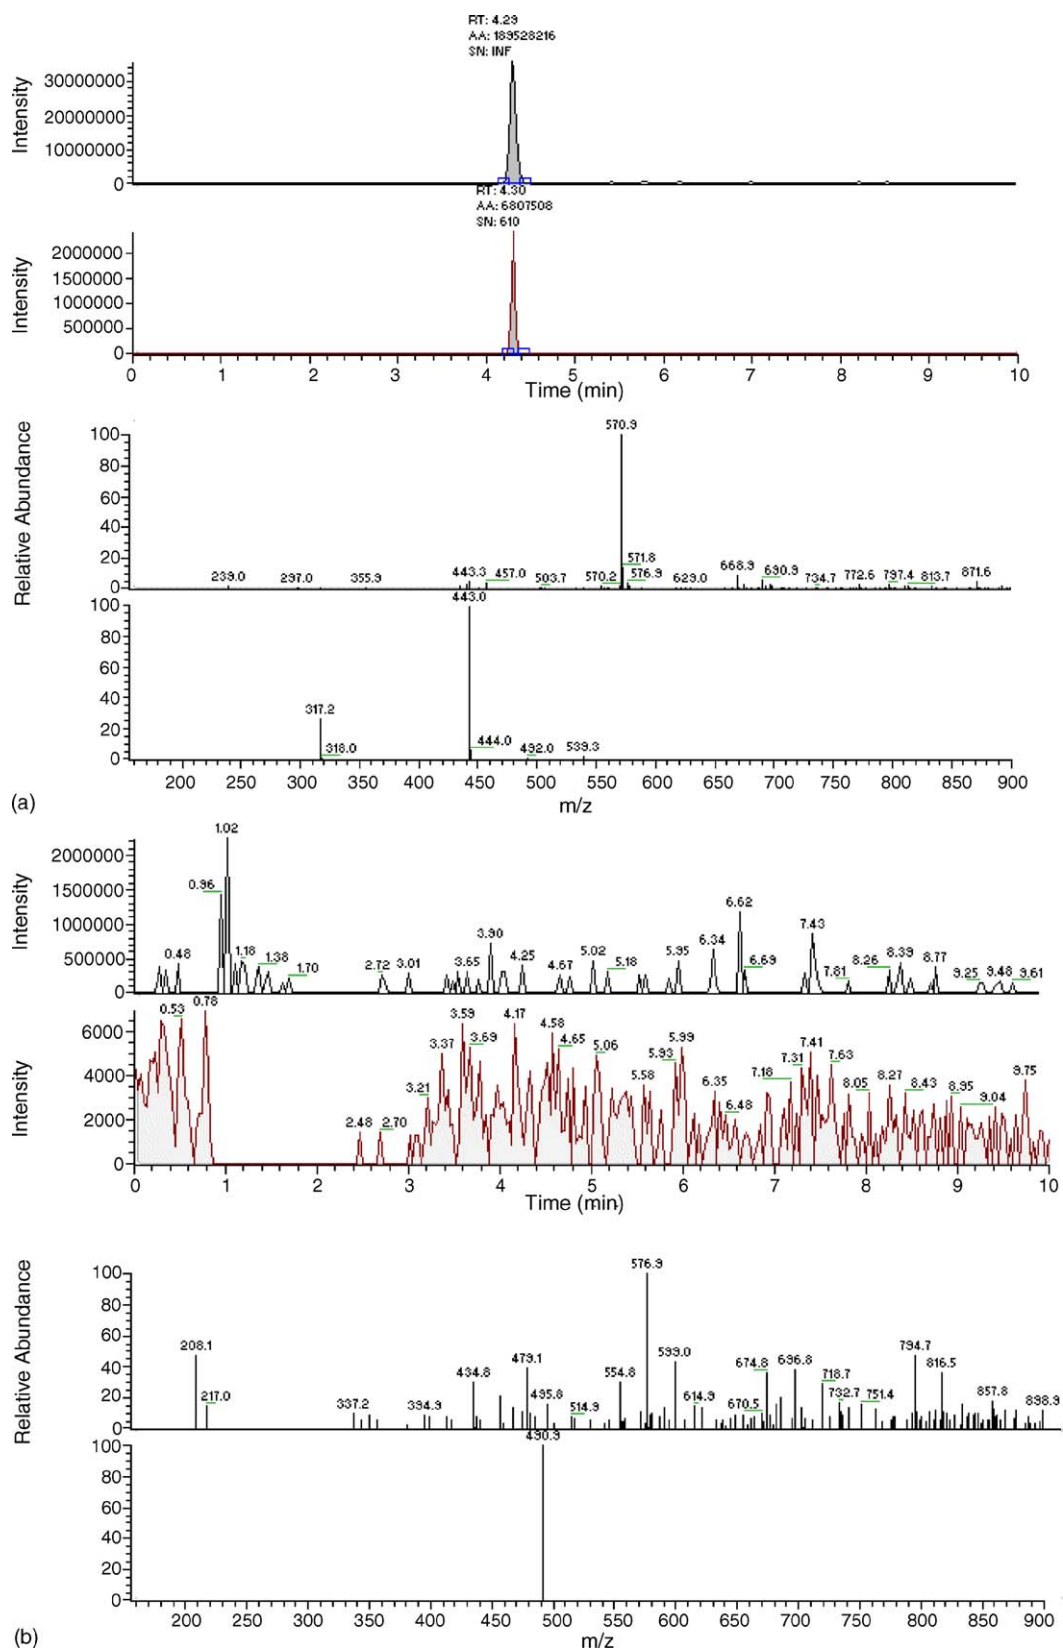 RT: 4.29
AA: 189528216
SN: INF
Intensity
30000000
20000000
10000000
0
RT: 4.30
AA: 6807508
SN: 610
Intensity
2000000
1500000
1000000
500000
0
0 1 2 3 4 5 6 7 8 9 10
Time (min)
Relative Abundance
570.9
100
80
60
40
20
0
239.0 297.0 355.9 443.3 457.0 503.7 570.2 571.8 576.9 629.0 668.9 690.9 734.7 772.6 797.4 813.7 871.6
443.0
100
80
60
40
20
0
317.2 318.0 444.0 492.0 539.3
200 250 300 350 400 450 500 550 600 650 700 750 800 850 900
m/z
(a)
Intensity
2000000
1500000
1000000
500000
0
0.48 0.96 1.02 1.18 1.38 1.70 2.72 3.01 3.65 3.90 4.25 4.67 5.02 5.18 5.95 6.34 6.62 6.69 7.43 7.81 8.26 8.39 8.77 9.25 9.48 9.61
Intensity
6000
4000
2000
0
0.53 0.78 2.48 2.70 3.21 3.37 3.59 3.69 4.17 4.58 4.65 5.06 5.58 5.93 5.99 6.35 6.48 7.18 7.31 7.41 7.63 8.05 8.27 8.43 8.95 9.04 9.75
0 1 2 3 4 5 6 7 8 9 10
Time (min)
Relative Abundance
100
80
60
40
20
0
208.1 217.0 337.2 394.9 434.8 479.1 495.8 514.9 554.8 576.9 599.0 614.9 670.5 674.8 696.8 718.7 732.7 751.4 794.7 816.5 857.8 898.9
490.9
100
80
60
40
20
0
200 250 300 350 400 450 500 550 600 650 700 750 800 850 900
m/z
(b)